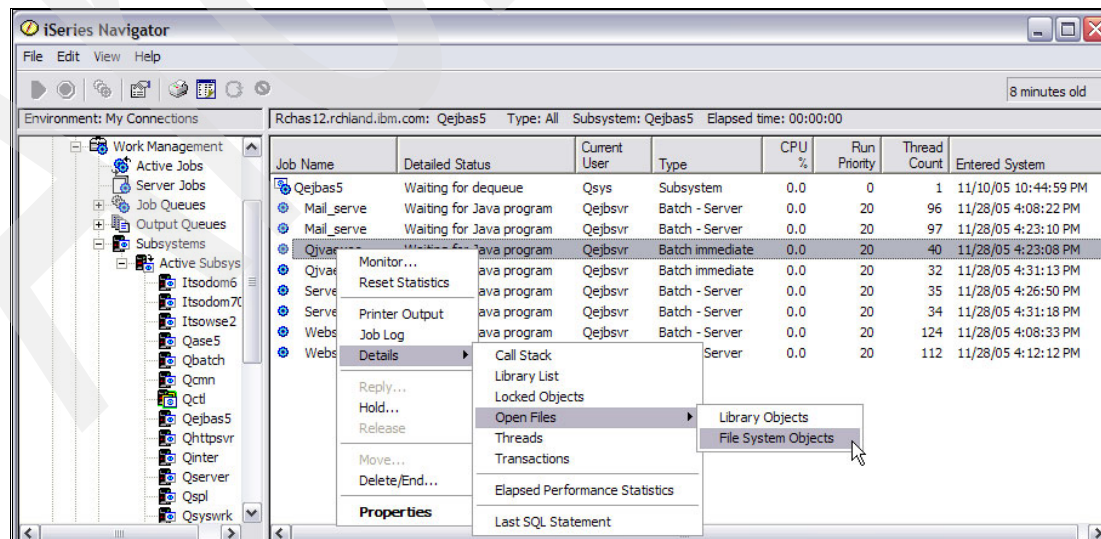 iSeries Navigator
File Edit View Help
8 minutes old
Environment: My Connections
Rchas12.rchland.ibm.com: Qejbas5 Type: All Subsystem: Qejbas5 Elapsed time: 00:00:00
Work Management
Active Jobs
Server Jobs
Job Queues
Output Queues
Subsystems
Active Subsys
Itsodom6
Itsodom70
Itsowse2
Qase5
Qbatch
Qcmn
Qctl
Qejbas5
Qhttpsvr
Qinter
Qserver
Qspl
Qsyswrk
Job Name Detailed Status Current User Type CPU % Run Priority Thread Count Entered System
Qejbas5 Waiting for dequeue Qsys Subsystem 0.0 0 1 11/10/05 10:44:59 PM
Mail_serve Waiting for Java program Qejbsvr Batch - Server 0.0 20 96 11/28/05 4:08:22 PM
Mail_serve Waiting for Java program Qejbsvr Batch - Server 0.0 20 97 11/28/05 4:23:10 PM
Waiting for Java program Qejbsvr Batch immediate 0.0 20 40 11/28/05 4:23:08 PM
Qjvae ava program Qejbsvr Batch immediate 0.0 20 32 11/28/05 4:31:13 PM
Serve ava program Qejbsvr Batch - Server 0.0 20 35 11/28/05 4:26:50 PM
Serve ava program Qejbsvr Batch - Server 0.0 20 34 11/28/05 4:31:18 PM
Webs ava program Qejbsvr Batch - Server 0.0 20 124 11/28/05 4:08:33 PM
Webs Server 0.0 20 112 11/28/05 4:12:12 PM
Monitor...
Reset Statistics
Printer Output
Job Log
Details
Reply...
Hold...
Release
Move...
Delete/End...
Properties
Call Stack
Library List
Locked Objects
Open Files
Threads
Transactions
Elapsed Performance Statistics
Last SQL Statement
Library Objects
File System Objects